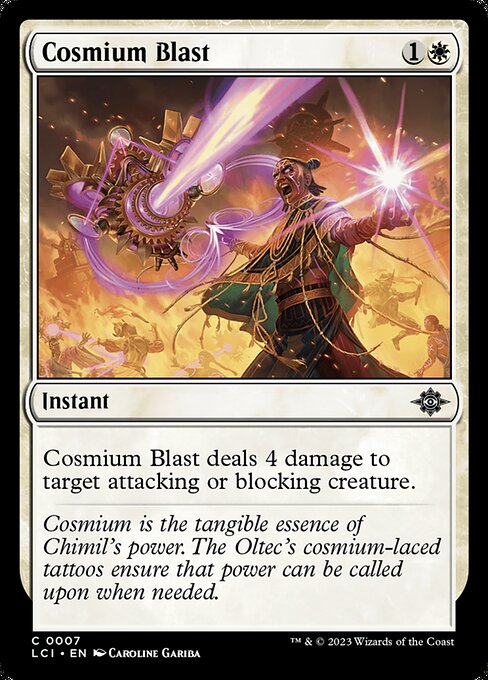 Cosmium Blast 1
Instant
Cosmium Blast deals 4 damage to
target attacking or blocking creature.
Cosmium is the tangible essence of
Chimil's power. The Oltec's cosmium-laced
tattoos ensure that power can be called
upon when needed.
C 0007
LCI • EN Caroline Gariba
™ & © 2023 Wizards of the Coast